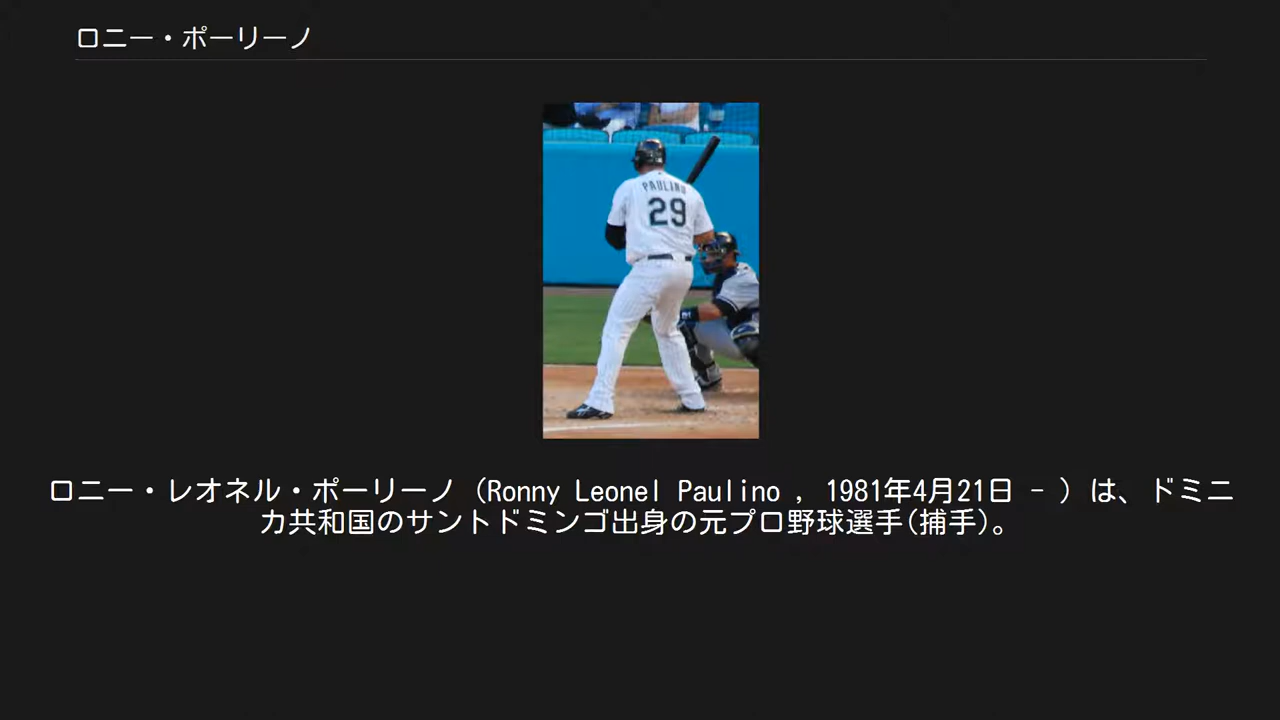 ロニー・ポーリーノ
PAULINO
29
ロニー・レオネル・ポーリーノ（Ronny Leonel Paulino , 1981年4月21日 - ）は、ドミニ
カ共和国のサントドミンゴ出身の元プロ野球選手(捕手)。